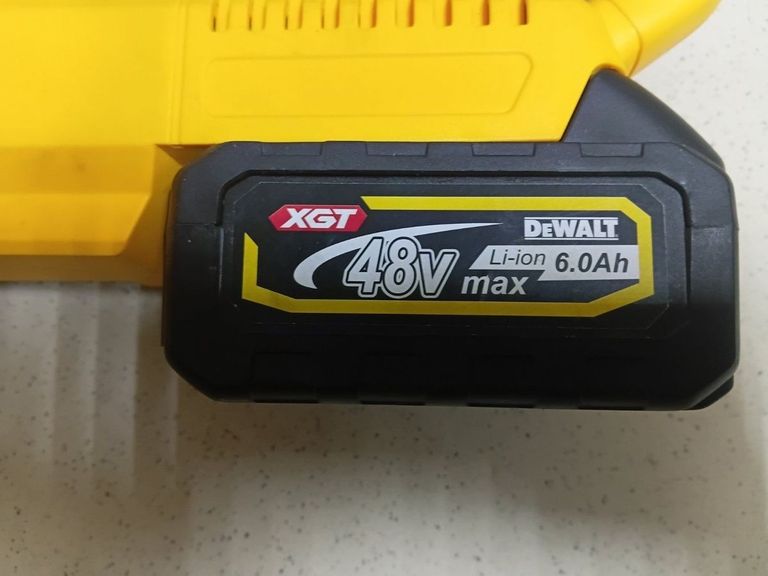 XGT
DEWALT
48V max
Li-ion 6.0Ah